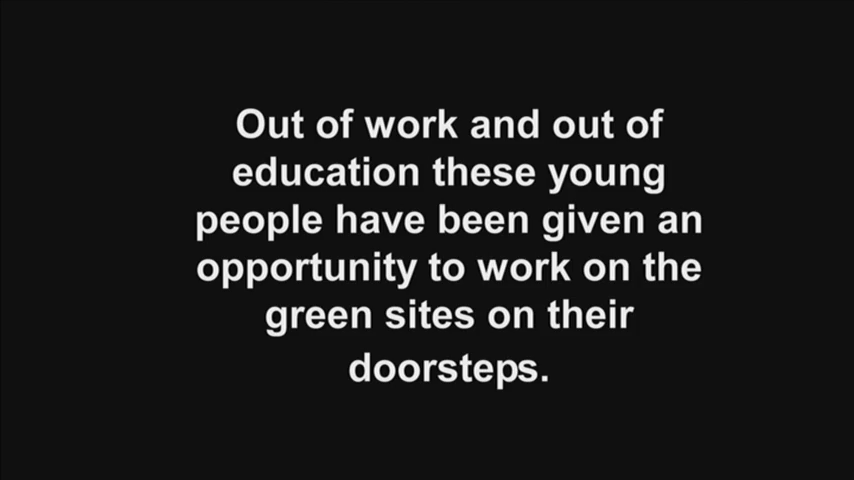 Out of work and out of
education these young
people have been given an
opportunity to work on the
green sites on their
doorsteps.